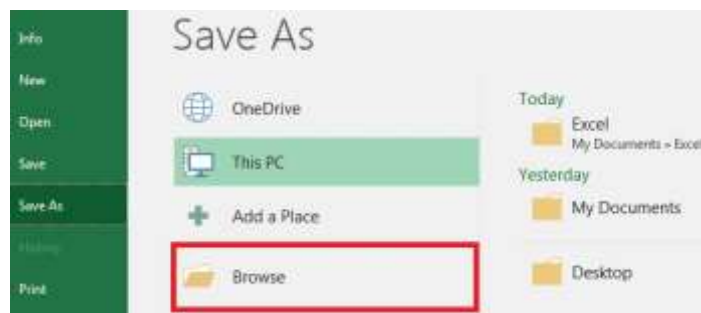 Info
New
Open
Save
Save As
History
Print
Save As
OneDrive
This PC
Add a Place
Browse
Today
Excel
My Documents » Excel
Yesterday
My Documents
Desktop